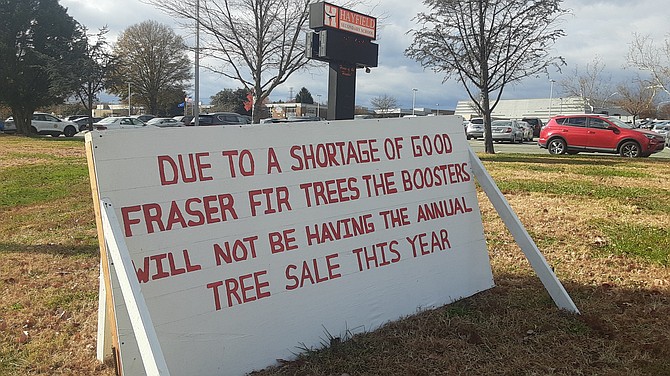 HAYFIELD
DUE TO A SHORTAGE OF GOOD
FRASER FIR TREES THE BOOSTERS
WILL NOT BE HAVING THE ANNUAL
TREE SALE THIS YEAR